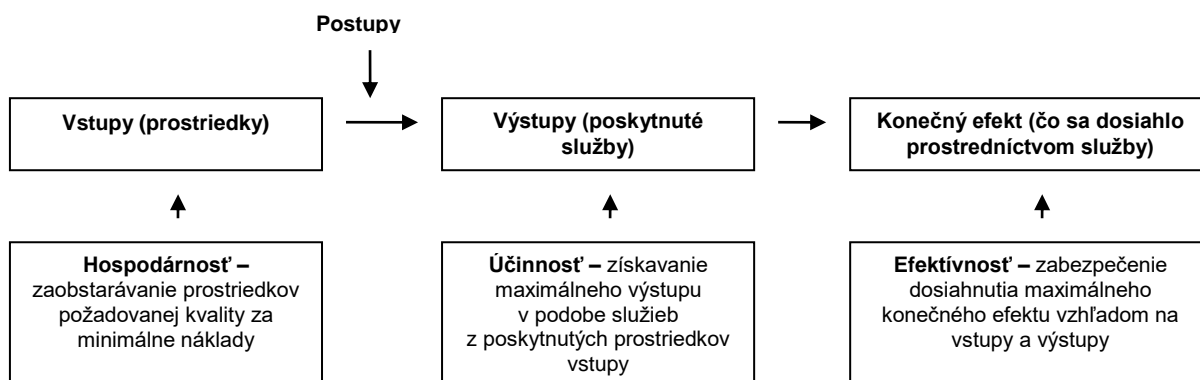 Postupy
Vstupy (prostriedky)
Výstupy (poskytnuté
služby)
Konečný efekt (čo sa dosiahlo
prostredníctvom služby)
Hospodárnosť –
zaobstarávanie prostriedkov
požadovanej kvality za
minimálne náklady
Účinnosť – získavanie
maximálneho výstupu
v podobe služieb
z poskytnutých prostriedkov
vstupy
Efektívnosť – zabezpečenie
dosiahnutia maximálneho
konečného efektu vzhľadom na
vstupy a výstupy